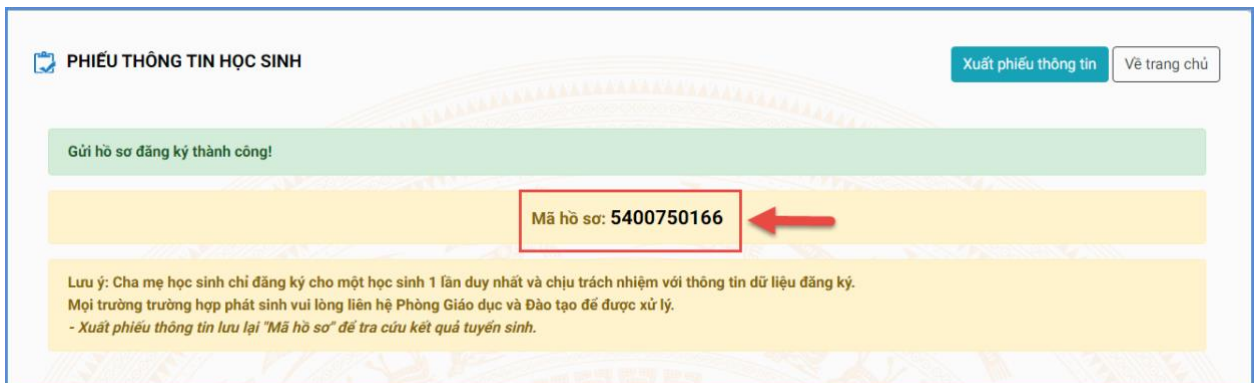 PHIẾU THÔNG TIN HỌC SINH
Xuất phiếu thông tin
Về trang chủ
Gửi hồ sơ đăng ký thành công!
Mã hồ sơ: 5400750166
Lưu ý: Cha mẹ học sinh chỉ đăng ký cho một học sinh 1 lần duy nhất và chịu trách nhiệm với thông tin dữ liệu đăng ký.
Mọi trường trường hợp phát sinh vui lòng liên hệ Phòng Giáo dục và Đào tạo để được xử lý.
- Xuất phiếu thông tin lưu lại "Mã hồ sơ" để tra cứu kết quả tuyển sinh.